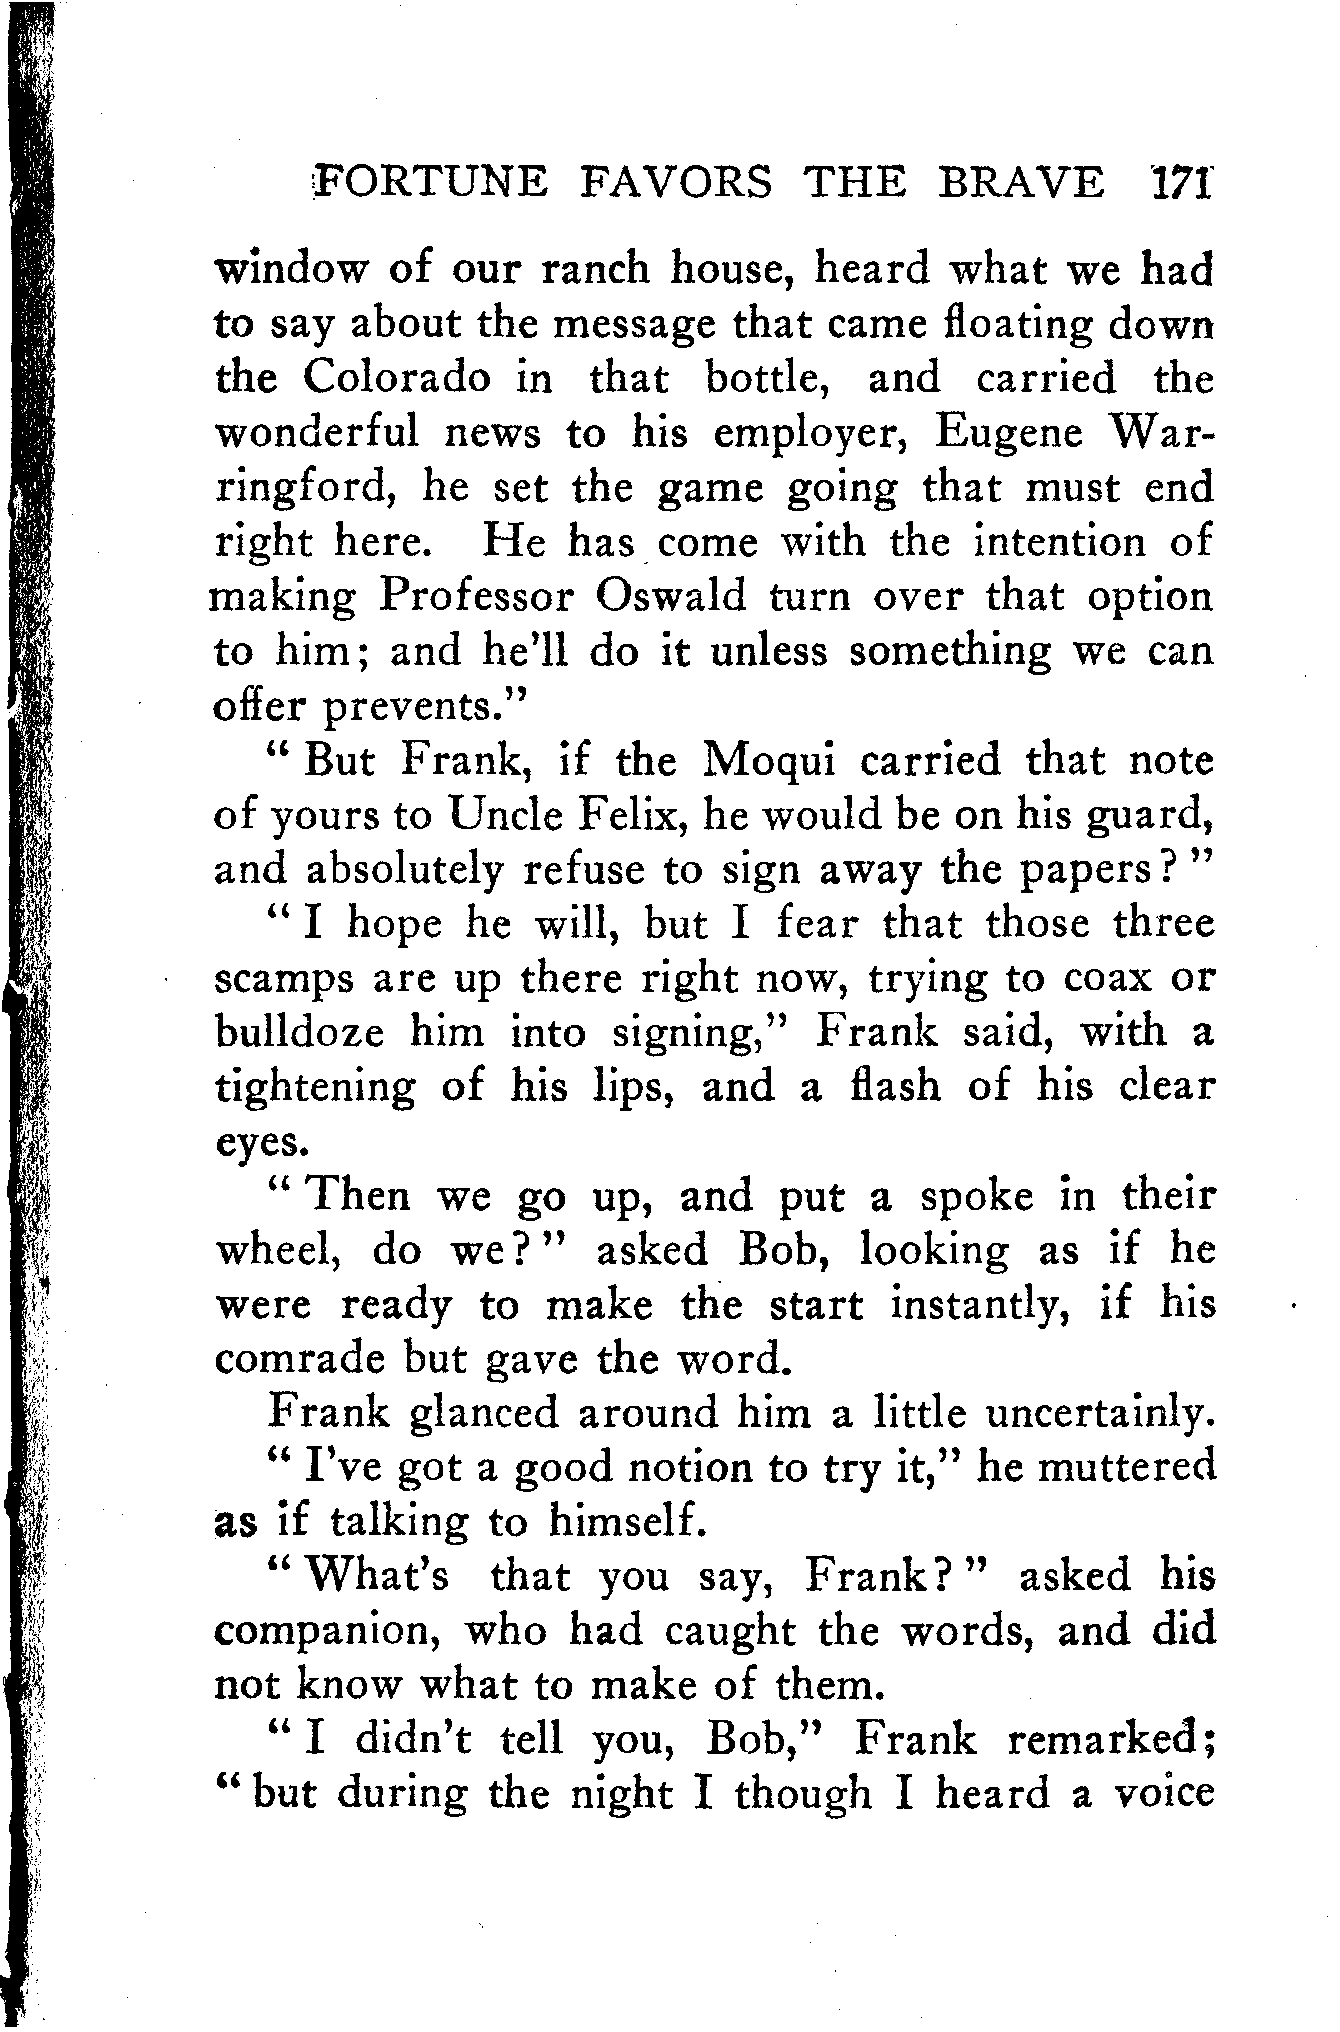 FORTUNE FAVORS THE BRAVE 171
window of our ranch house, heard what we had
to say about the message that came floating down
the Colorado in that bottle, and carried the
wonderful news to his employer, Eugene War-
ringford, he set the game going that must end
right here. He has come with the intention of
making Professor Oswald turn over that option
to him; and he'll do it unless something we can
offer prevents."
" But Frank, if the Moqui carried that note
of yours to Uncle Felix, he would be on his guard,
and absolutely refuse to sign away the papers? "
" I hope he will, but I fear that those three
scamps are up there right now, trying to coax or
bulldoze him into signing," Frank said, with a
tightening of his lips, and a flash of his clear
eyes.
" Then we go up, and put a spoke in their
wheel, do we? " asked Bob, looking as if he
were ready to make the start instantly, if his
comrade but gave the word.
Frank glanced around him a little uncertainly.
" I've got a good notion to try it," he muttered
as if talking to himself.
" What's that you say, Frank? " asked his
companion, who had caught the words, and did
not know what to make of them.
" I didn't tell you, Bob," Frank remarked;
" but during the night I though I heard a voice